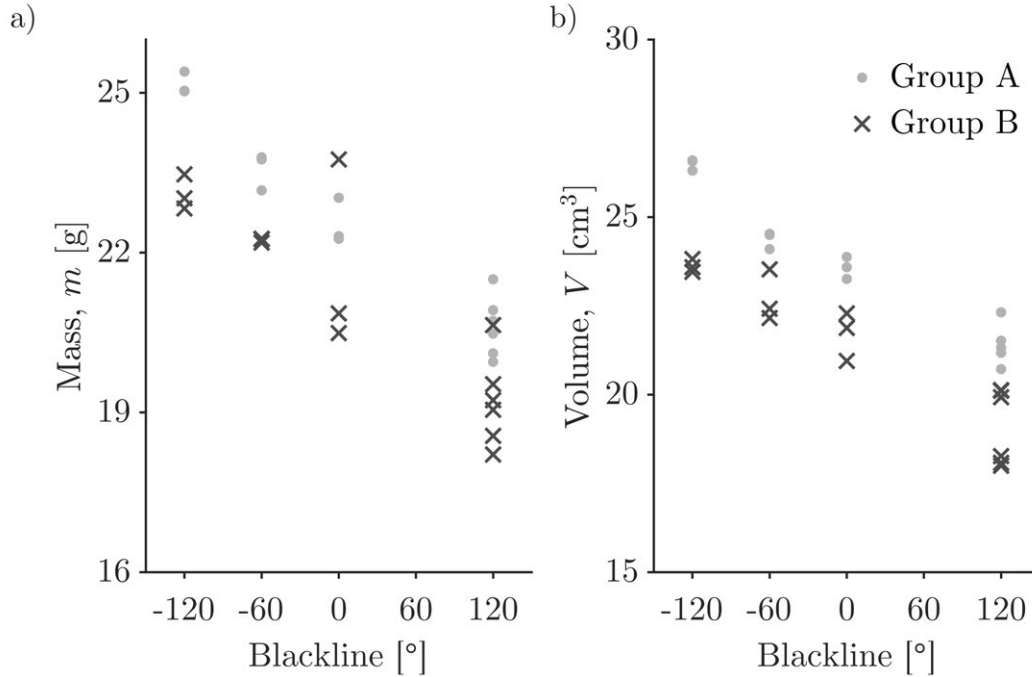 a)
25
22
19
16
Mass, m [g]
-120 -60 0 60 120
Blackline [°]
b)
30
25
20
15
Volume, V [cm³]
Group A
Group B
-120 -60 0 60 120
Blackline [°]